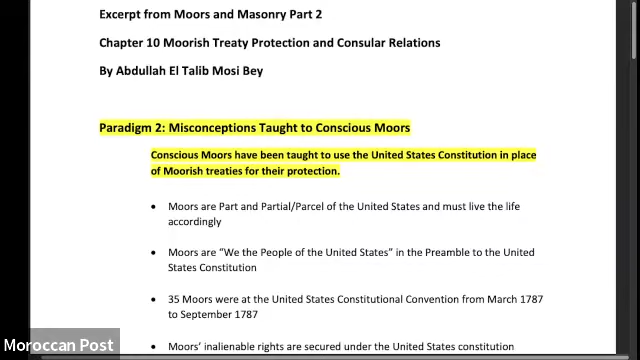 Excerpt from Moors and Masonry Part 2
Chapter 10 Moorish Treaty Protection and Consular Relations
By Abdullah El Talib Mosi Bey
Paradigm 2: Misconceptions Taught to Conscious Moors
Conscious Moors have been taught to use the United States Constitution in place
of Moorish treaties for their protection.
• Moors are Part and Partial/Parcel of the United States and must live the life
accordingly
• Moors are “We the People of the United States” in the Preamble to the United
States Constitution
• 35 Moors were at the United States Constitutional Convention from March 1787
to September 1787
• Moors’ inalienable rights are secured under the United States constitution
Moroccan Post